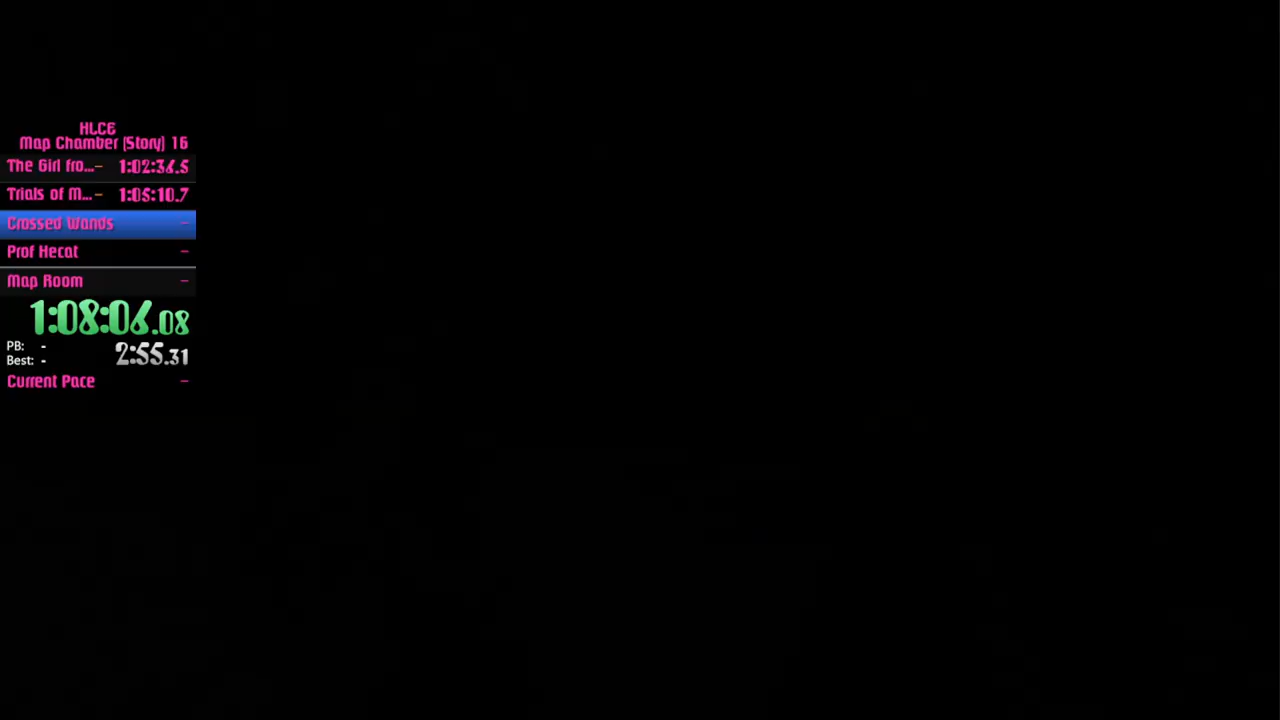 HLCE
Map Chamber (Story) 16
The Girl fro...– 1:02:36.5
Trials of M...– 1:05:10.7
Crossed Wands –
Prof Hecat –
Map Room –
1:08:06.08
PB: - 2:55.31
Best: -
Current Pace –